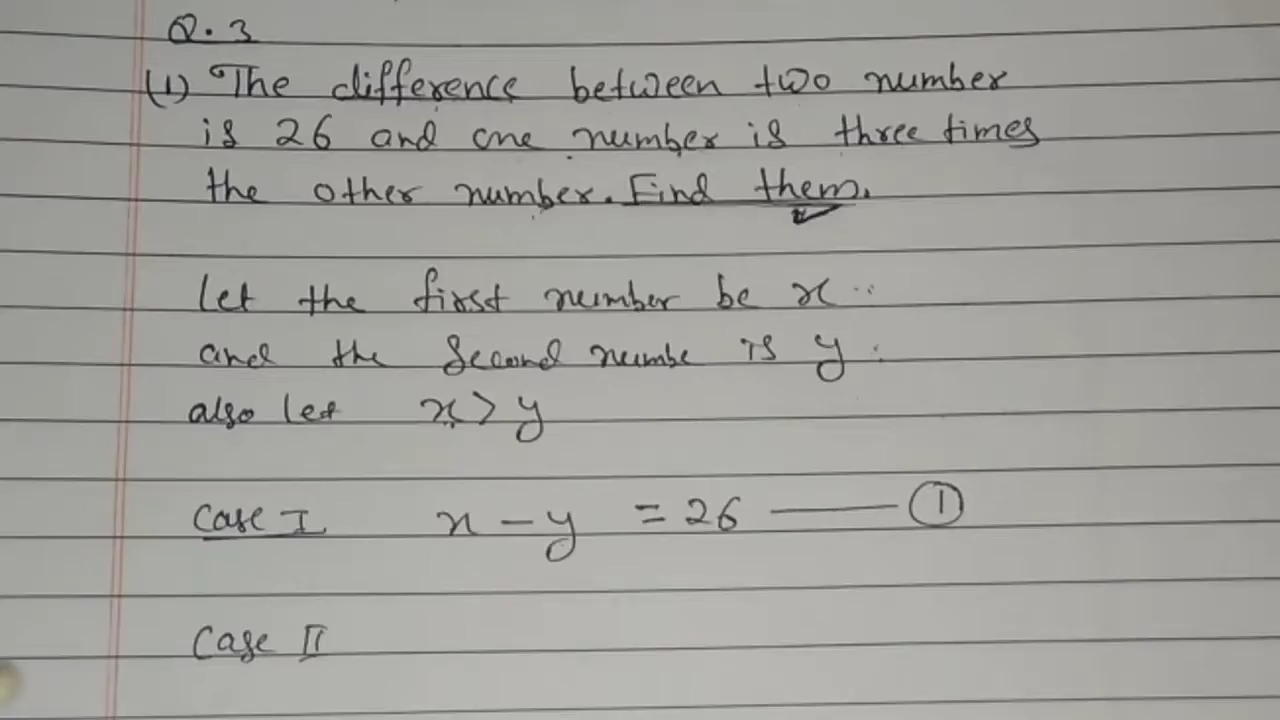 Q.3
(1) The difference between two number
is 26 and one number is three times
the other number. Find them.
Let the first number be x
and the second numbe is y
also let x > y
Case I x - y = 26 —— ①
Case II